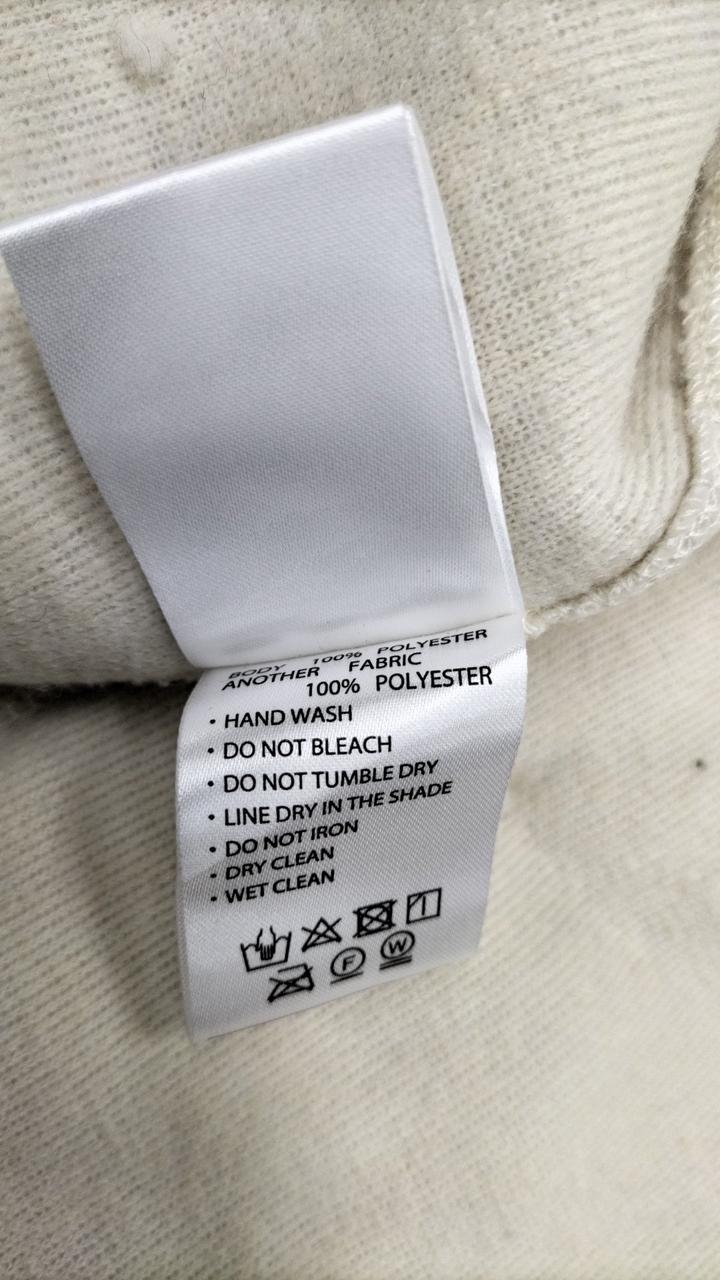 BODY 100% POLYESTER
ANOTHER FABRIC
100% POLYESTER
• HAND WASH
• DO NOT BLEACH
• DO NOT TUMBLE DRY
• LINE DRY IN THE SHADE
• DO NOT IRON
• DRY CLEAN
• WET CLEAN
F W